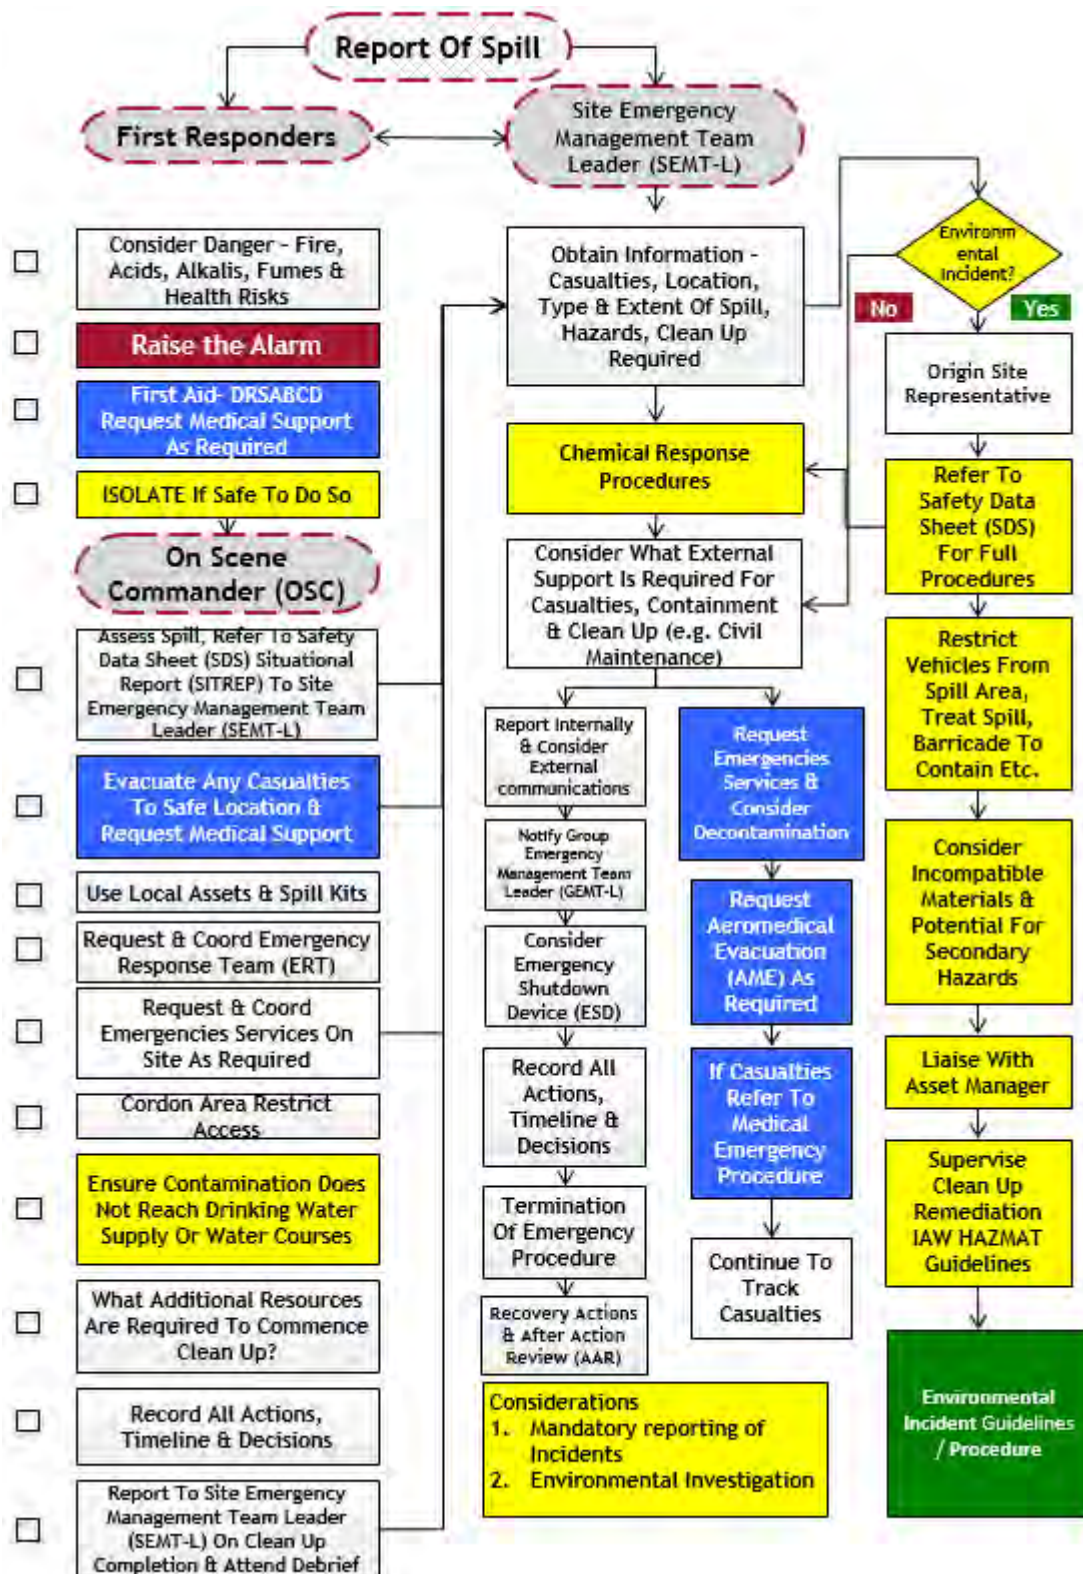 Report Of Spill
First Responders
Site Emergency
Management Team
Leader (SEMT-L)
Consider Danger - Fire,
Acids, Alkalis, Fumes &
Health Risks
Raise the Alarm
First Aid- DRSABCD
Request Medical Support
As Required
ISOLATE If Safe To Do So
On Scene
Commander (OSC)
Assess Spill, Refer To Safety
Data Sheet (SDS) Situational
Report (SITREP) To Site
Emergency Management Team
Leader (SEMT-L)
Evacuate Any Casualties
To Safe Location &
Request Medical Support
Use Local Assets & Spill Kits
Request & Coord Emergency
Response Team (ERT)
Request & Coord
Emergencies Services On
Site As Required
Cordon Area Restrict
Access
Ensure Contamination Does
Not Reach Drinking Water
Supply Or Water Courses
What Additional Resources
Are Required To Commence
Clean Up?
Record All Actions,
Timeline & Decisions
Report To Site Emergency
Management Team Leader
(SEMT-L) On Clean Up
Completion & Attend Debrief
Obtain Information -
Casualties, Location,
Type & Extent Of Spill,
Hazards, Clean Up
Required
Chemical Response
Procedures
Consider What External
Support Is Required For
Casualties, Containment
& Clean Up (e.g. Civil
Maintenance)
Report Internally
& Consider
External
communications
Notify Group
Emergency
Management Team
Leader (GEMT-L)
Consider
Emergency
Shutdown
Device (ESD)
Record All
Actions,
Timeline &
Decisions
Termination
Of Emergency
Procedure
Recovery Actions
& After Action
Review (AAR)
Request
Emergencies
Services &
Consider
Decontamination
Request
Aeromedical
Evacuation
(AME) As
Required
If Casualties
Refer To
Medical
Emergency
Procedure
Continue To
Track
Casualties
Considerations
1. Mandatory reporting of
Incidents
2. Environmental Investigation
Environm
ental
Incident?
No
Yes
Origin Site
Representative
Refer To
Safety Data
Sheet (SDS)
For Full
Procedures
Restrict
Vehicles From
Spill Area,
Treat Spill,
Barricade To
Contain Etc.
Consider
Incompatible
Materials &
Potential For
Secondary
Hazards
Liaise With
Asset Manager
Supervise
Clean Up
Remediation
IAW HAZMAT
Guidelines
Environmental
Incident Guidelines
/ Procedure